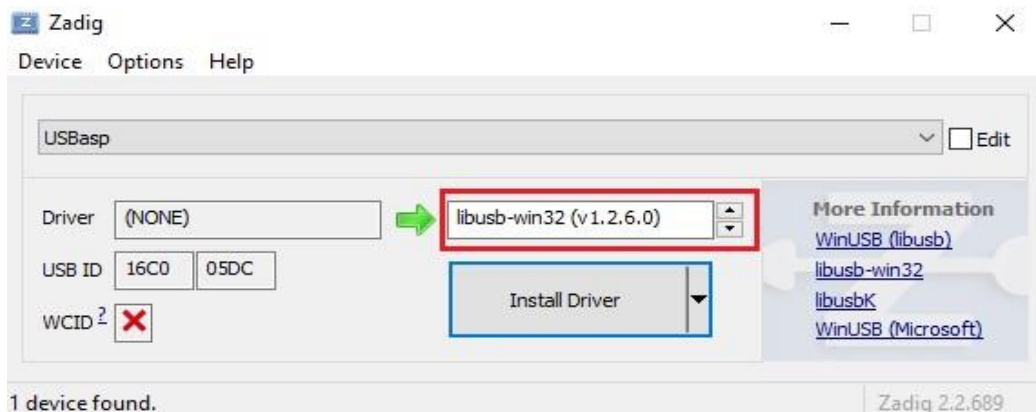 Zadig
Device Options Help
USBasp
Edit
Driver (NONE) libusb-win32 (v1.2.6.0)
USB ID 16C0 05DC
WCID ?
Install Driver
More Information
WinUSB (libusb)
libusb-win32
libusbK
WinUSB (Microsoft)
1 device found.
Zadig 2.2.689